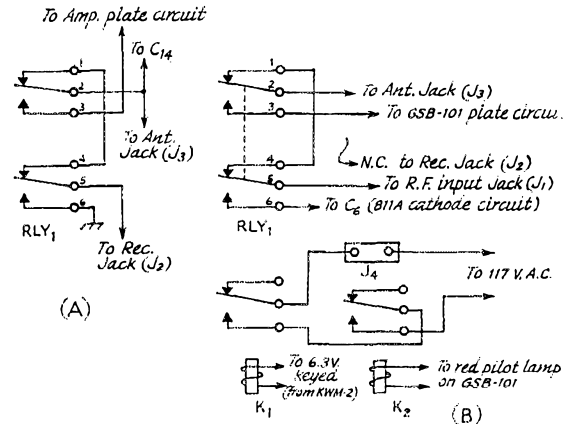 To Amp. plate circuit
To C14
1
2
3
To Ant.
Jack (J3)
4
5
6
RLY1
To Rec.
Jack (J2)
(A)
1
2
3
To Ant. Jack (J3)
To GSB-101 plate circui
N.C. to Rec. Jack (J2)
4
5
6
To R.F. input Jack (J1)
To C6 (811A cathode circuit)
RLY1
J4
To 117 V. A.C.
To 6.3V.
keyed
(from KWM-2)
K1
To red pilot lamp
on GSB-101
K2
(B)